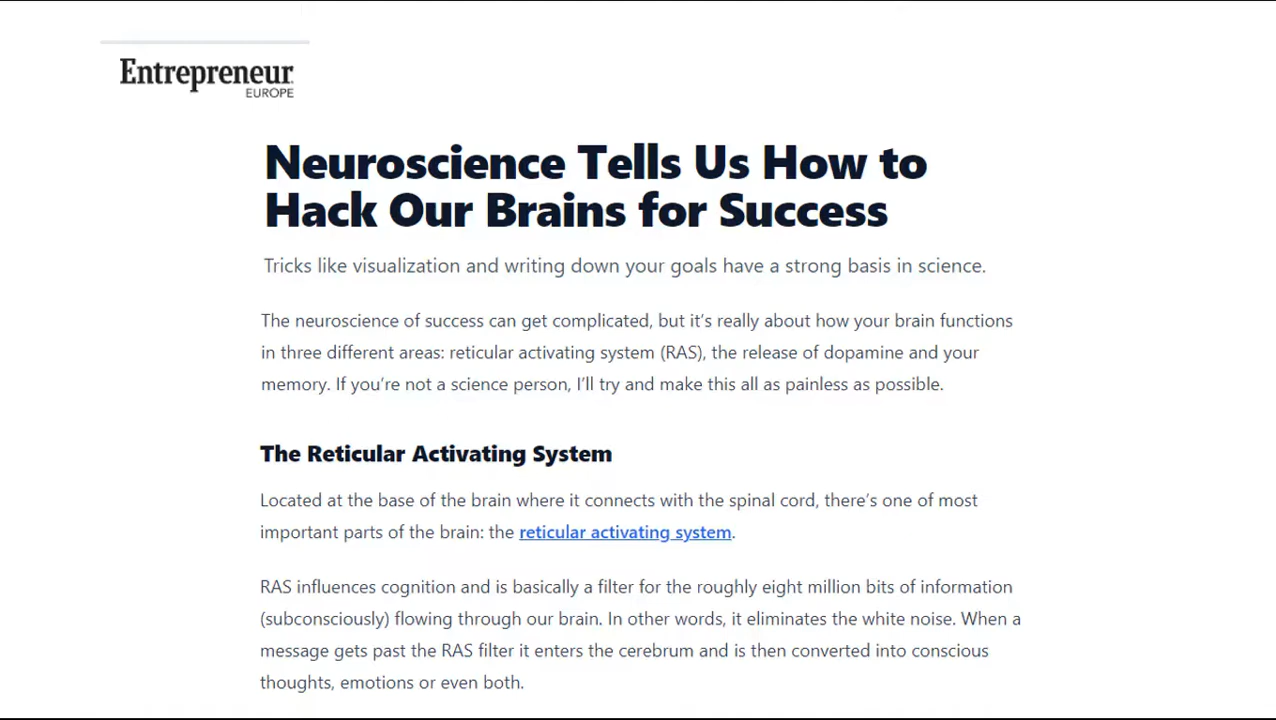 Entrepreneur
EUROPE
Neuroscience Tells Us How to
Hack Our Brains for Success
Tricks like visualization and writing down your goals have a strong basis in science.
The neuroscience of success can get complicated, but it’s really about how your brain functions
in three different areas: reticular activating system (RAS), the release of dopamine and your
memory. If you’re not a science person, I’ll try and make this all as painless as possible.
The Reticular Activating System
Located at the base of the brain where it connects with the spinal cord, there’s one of most
important parts of the brain: the reticular activating system.
RAS influences cognition and is basically a filter for the roughly eight million bits of information
(subconsciously) flowing through our brain. In other words, it eliminates the white noise. When a
message gets past the RAS filter it enters the cerebrum and is then converted into conscious
thoughts, emotions or even both.